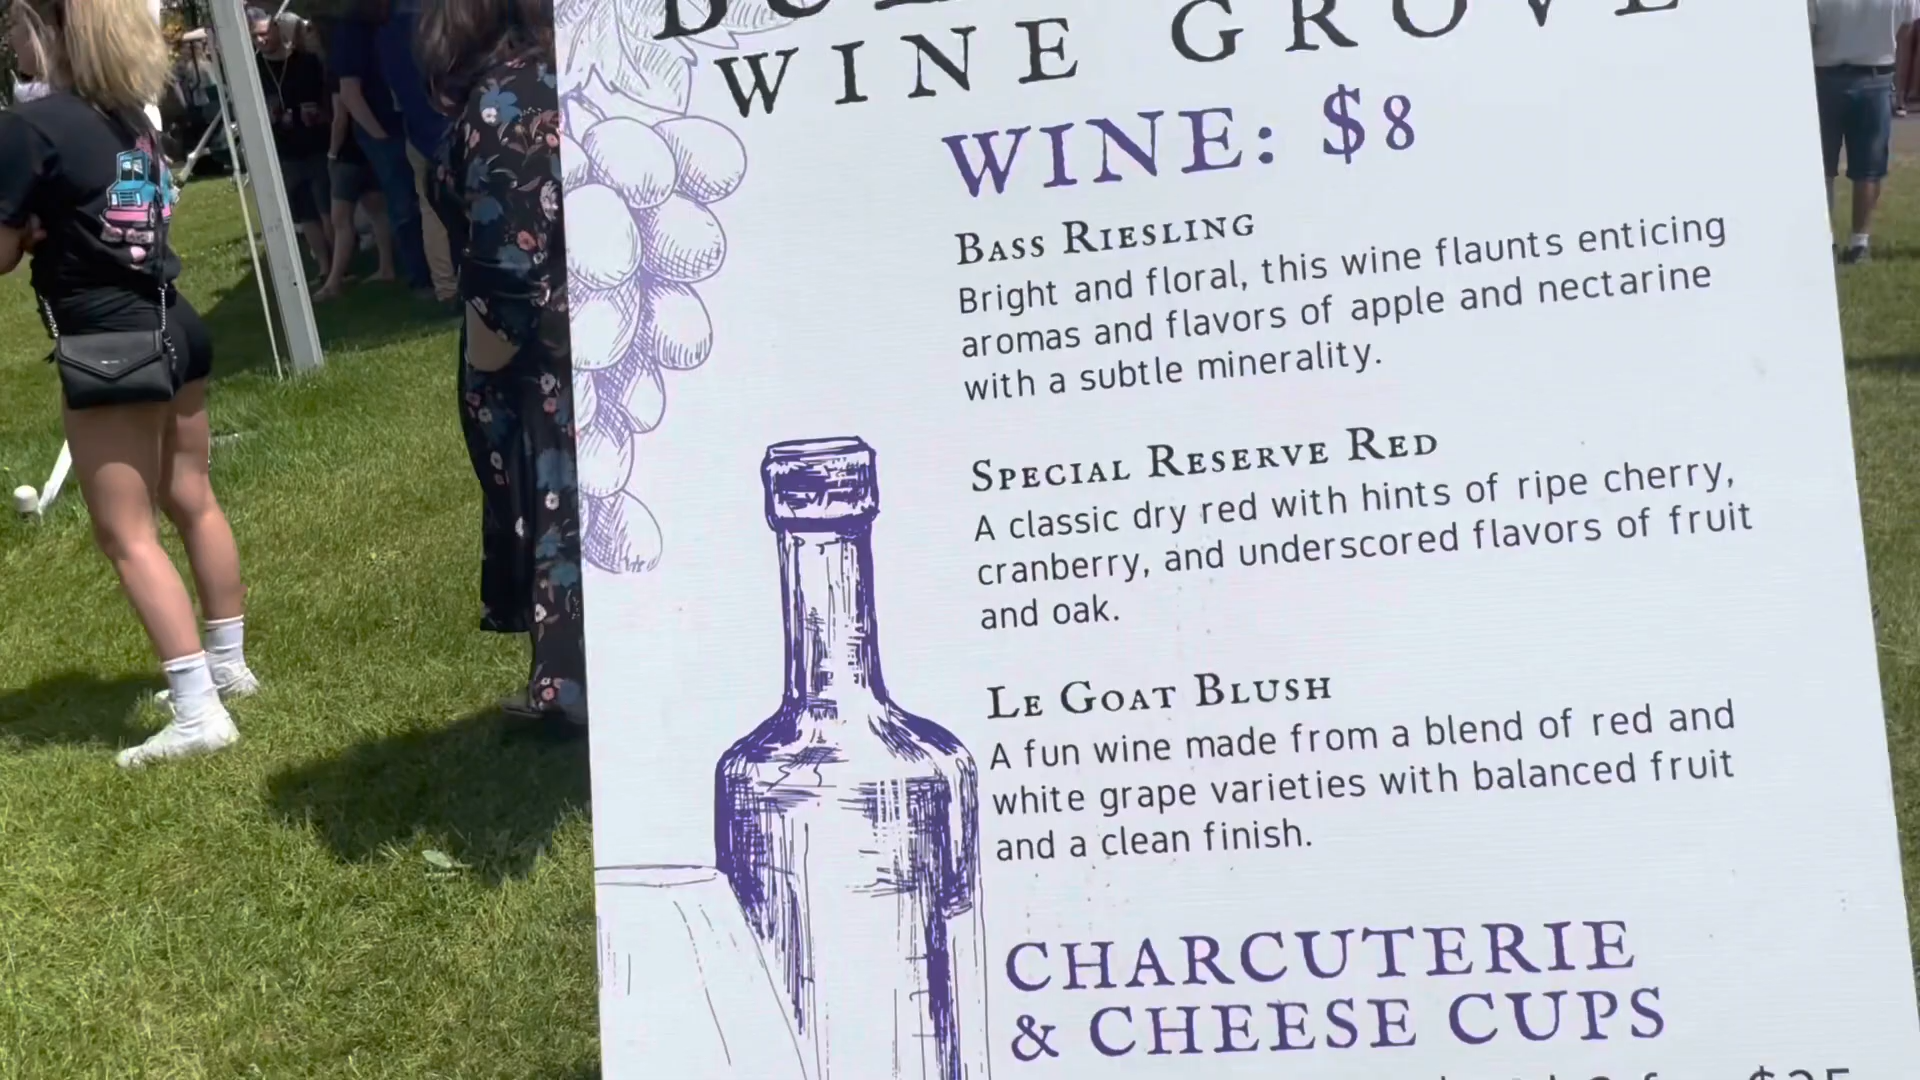 WINE GROVE
WINE: $8
BASS RIESLING
Bright and floral, this wine flaunts enticing
aromas and flavors of apple and nectarine
with a subtle minerality.
SPECIAL RESERVE RED
A classic dry red with hints of ripe cherry,
cranberry, and underscored flavors of fruit
and oak.
LE GOAT BLUSH
A fun wine made from a blend of red and
white grape varieties with balanced fruit
and a clean finish.
CHARCUTERIE
& CHEESE CUPS